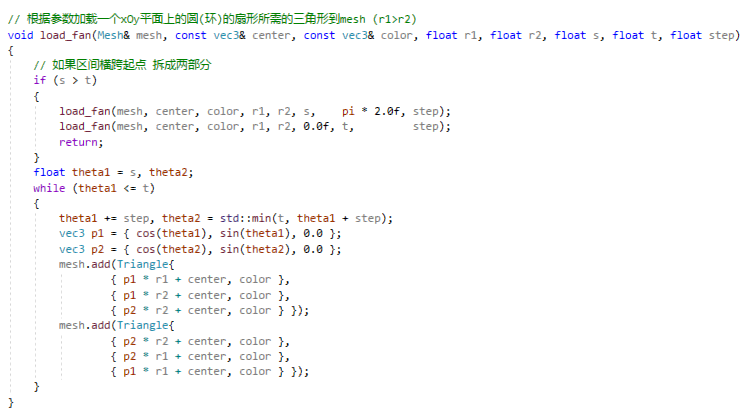 // 根据参数加载一个xOy平面上的圆(环)的扇形所需的三角形到mesh (r1>r2)
void load_fan(Mesh& mesh, const vec3& center, const vec3& color, float r1, float r2, float s, float t, float step)
{
    // 如果区间横跨起点 拆成两部分
    if (s > t)
    {
        load_fan(mesh, center, color, r1, r2, s,    pi * 2.0f, step);
        load_fan(mesh, center, color, r1, r2, 0.0f, t,         step);
        return;
    }
    float theta1 = s, theta2;
    while (theta1 <= t)
    {
        theta1 += step, theta2 = std::min(t, theta1 + step);
        vec3 p1 = { cos(theta1), sin(theta1), 0.0 };
        vec3 p2 = { cos(theta2), sin(theta2), 0.0 };
        mesh.add(Triangle{
                { p1 * r1 + center, color },
                { p1 * r2 + center, color },
                { p2 * r2 + center, color } });
        mesh.add(Triangle{
                { p2 * r2 + center, color },
                { p2 * r1 + center, color },
                { p1 * r1 + center, color } });
    }
}